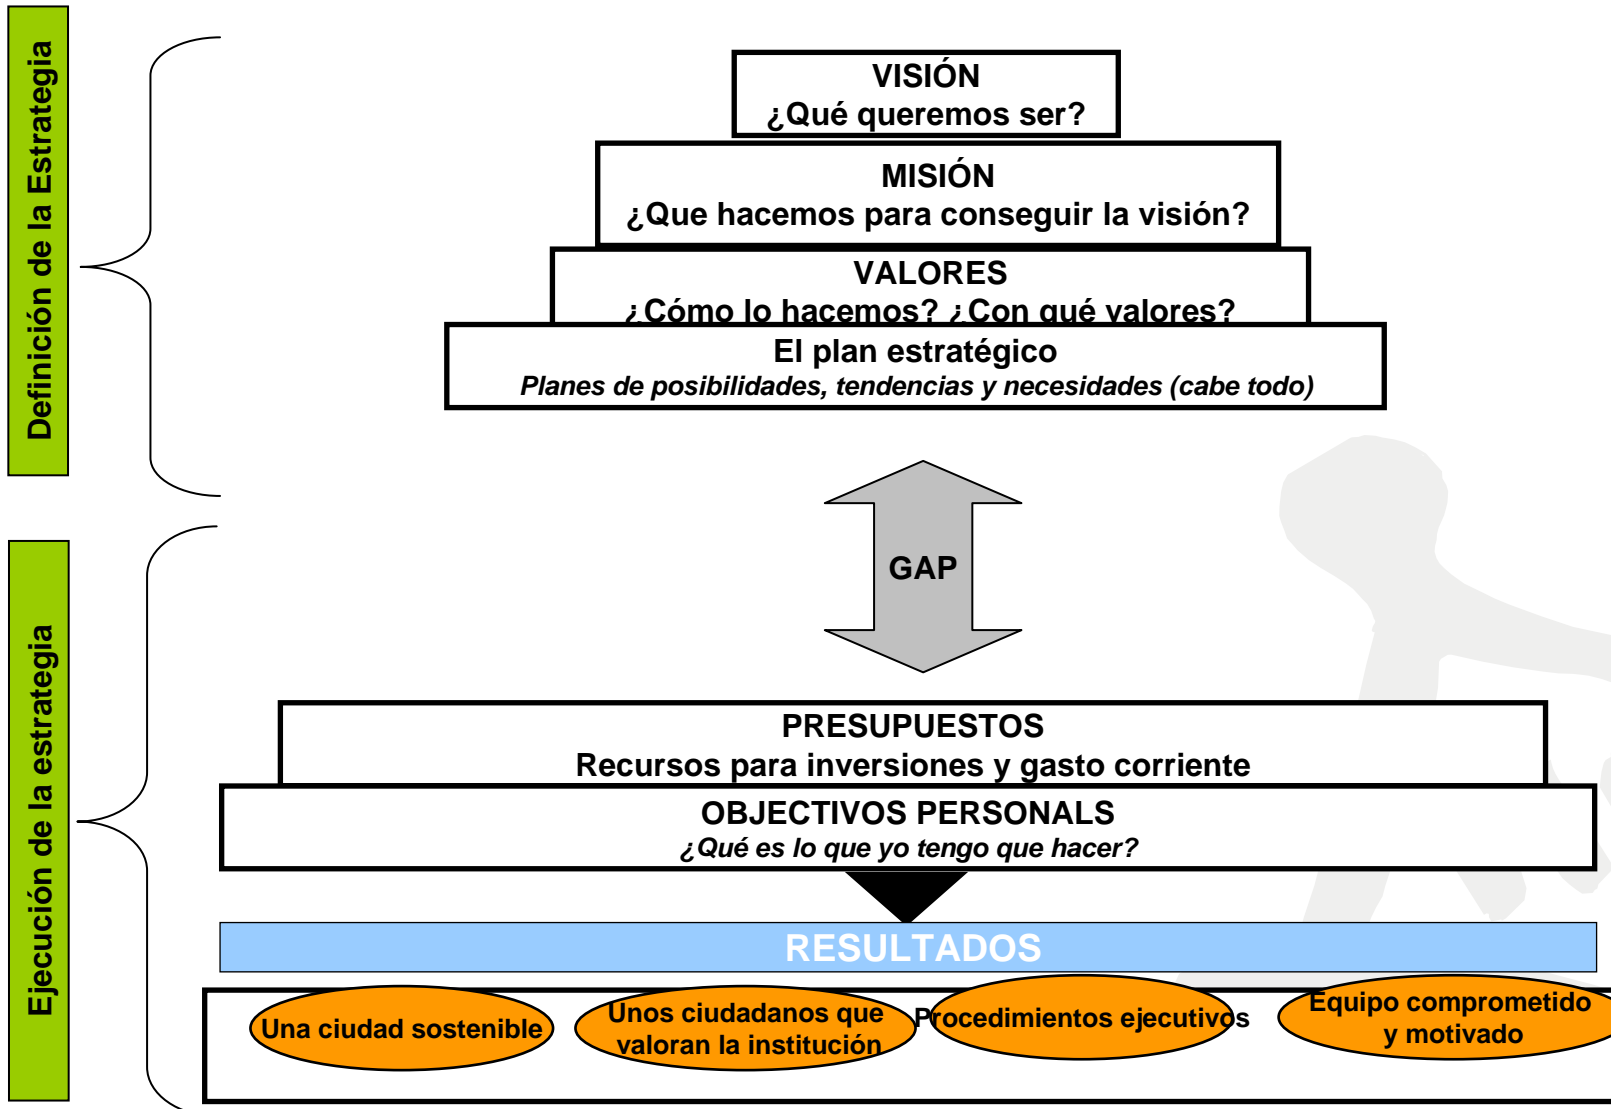 Definición de la Estrategia
VISIÓN
¿Qué queremos ser?
MISIÓN
¿Que hacemos para conseguir la visión?
VALORES
¿Cómo lo hacemos? ¿Con qué valores?
El plan estratégico
Planes de posibilidades, tendencias y necesidades (cabe todo)
GAP
Ejecución de la estrategia
PRESUPUESTOS
Recursos para inversiones y gasto corriente
OBJECTIVOS PERSONALS
¿Qué es lo que yo tengo que hacer?
RESULTADOS
Una ciudad sostenible
Unos ciudadanos que
valoran la institución
Procedimientos ejecutivos
Equipo comprometido
y motivado